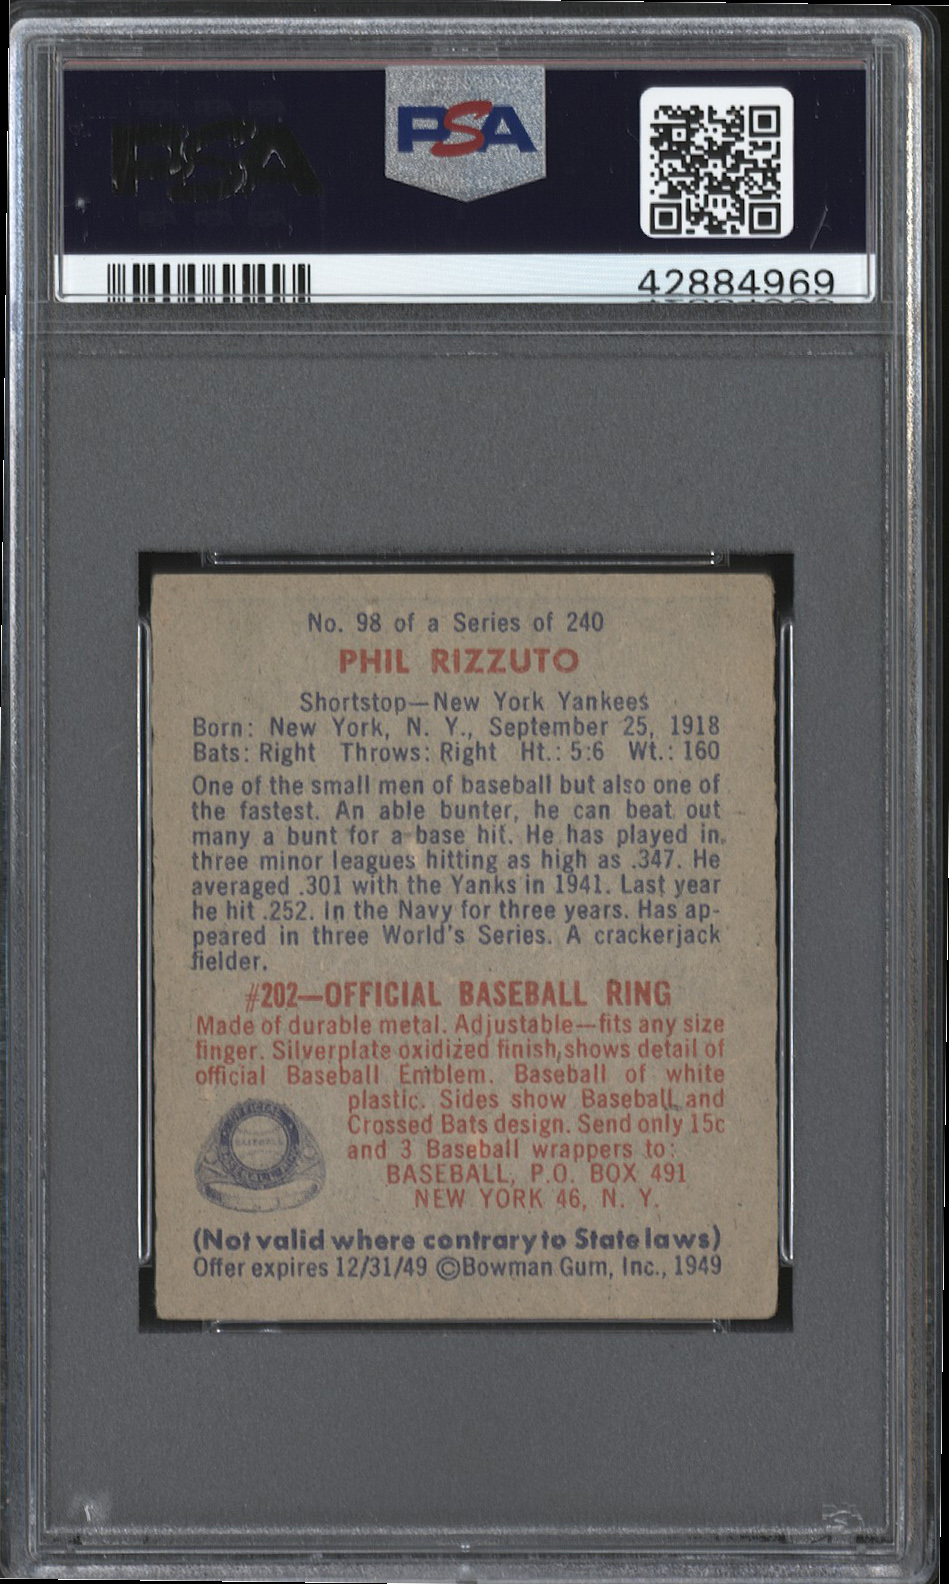 PSA
42884969
No. 98 of a Series of 240
PHIL RIZZUTO
Shortstop—New York Yankees
Born: New York, N. Y., September 25, 1918
Bats: Right Throws: Right Ht.: 5:6 Wt.: 160
One of the small men of baseball but also one of
the fastest. An able bunter, he can beat out
many a bunt for a base hit. He has played in
three minor leagues hitting as high as .347. He
averaged .301 with the Yanks in 1941. Last year
he hit .252. In the Navy for three years. Has ap-
peared in three World's Series. A crackerjack
fielder.
#202—OFFICIAL BASEBALL RING
Made of durable metal. Adjustable—fits any size
finger. Silverplate oxidized finish, shows detail of
official Baseball Emblem. Baseball of white
plastic. Sides show Baseball and
Crossed Bats design. Send only 15c
and 3 Baseball wrappers to:
BASEBALL, P.O. BOX 491
NEW YORK 46, N. Y.
OFFICIAL
BASEBALL
(Not valid where contrary to State laws)
Offer expires 12/31/49 ©Bowman Gum, Inc., 1949